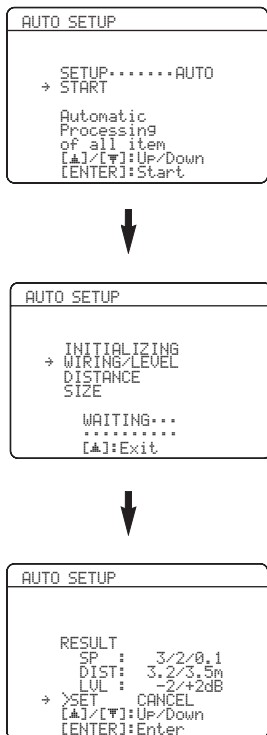 AUTO SETUP
SETUP·······AUTO
→ START
Automatic
Processing
of all item
[▲]/[▼]:Up/Down
[ENTER]:Start
AUTO SETUP
INITIALIZING
→ WIRING/LEVEL
DISTANCE
SIZE
WAITING···
··········
[▲]:Exit
AUTO SETUP
RESULT
SP : 3/2/0.1
DIST: 3.2/3.5m
LVL : -2/+2dB
→ >SET CANCEL
[▲]/[▼]:Up/Down
[ENTER]:Enter